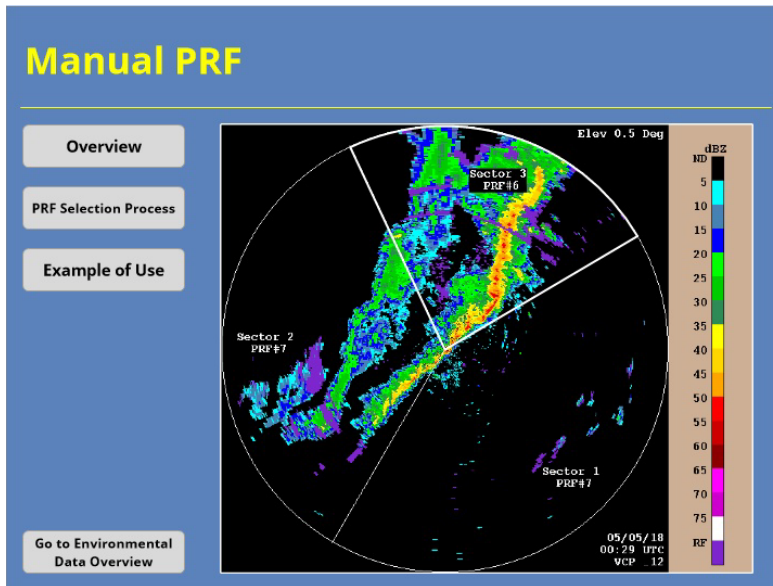 Manual PRF
Overview
PRF Selection Process
Example of Use
Go to Environmental
Data Overview
Elev 0.5 Deg
Sector 3
PRF#6
Sector 2
PRF#7
Sector 1
PRF#7
05/05/18
00:29 UTC
VCP 12
dBZ
ND
5
10
15
20
25
30
35
40
45
50
55
60
65
70
75
RF